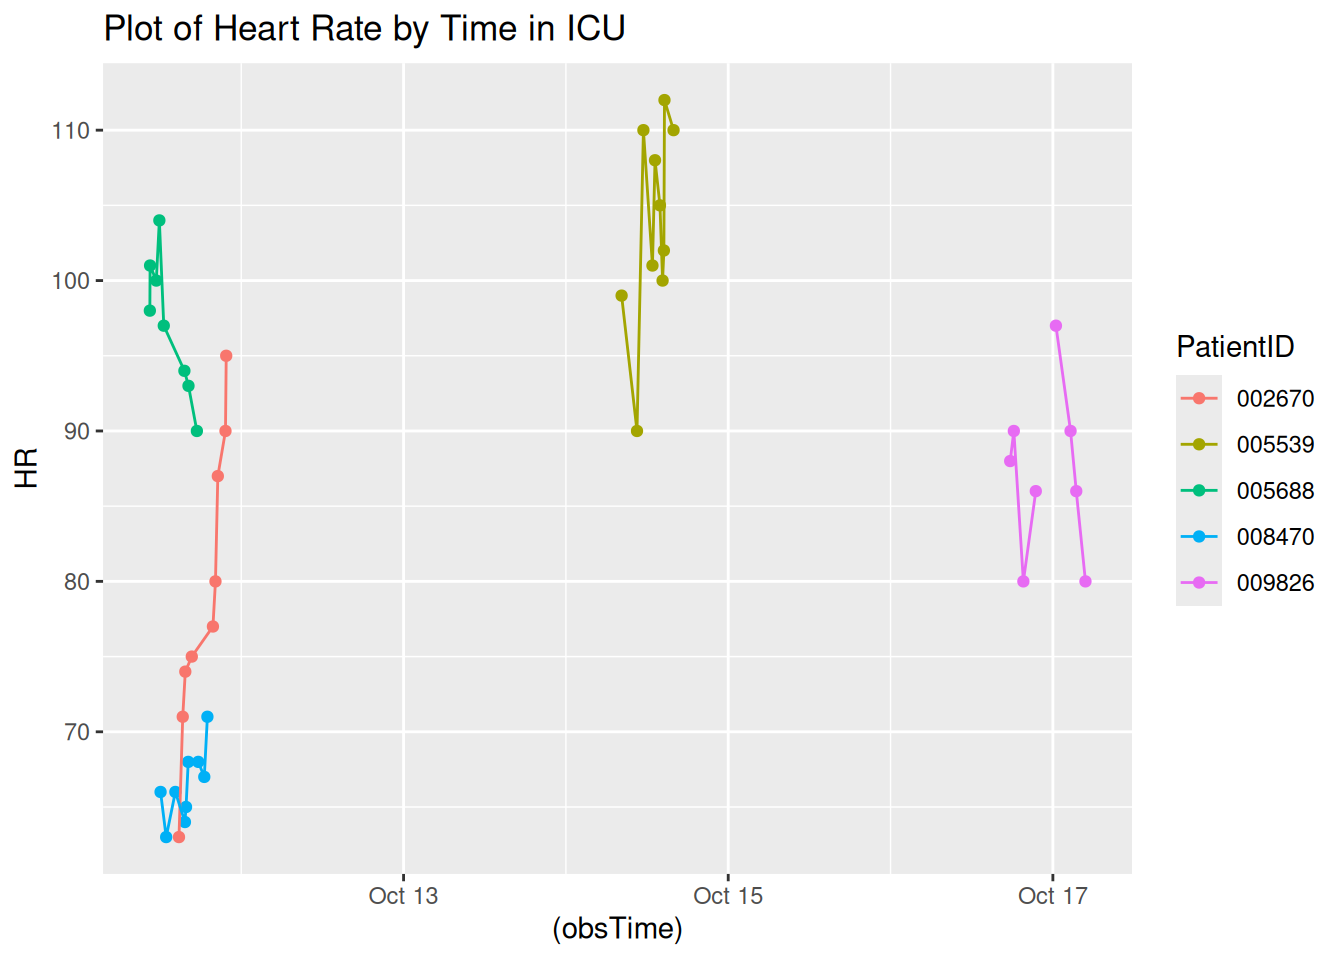 Plot of Heart Rate by Time in ICU
110
100
90
80
70
HR
Oct 13
Oct 15
Oct 17
(obsTime)
PatientID
002670
005539
005688
008470
009826